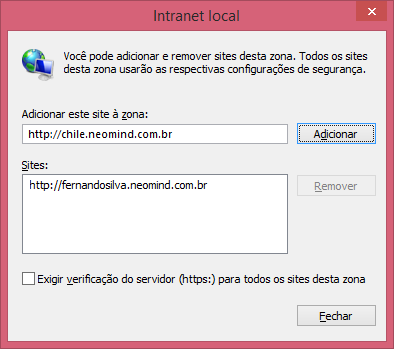 Intranet local
Você pode adicionar e remover sites desta zona. Todos os sites
desta zona usarão as respectivas configurações de segurança.
Adicionar este site à zona:
http://chile.neomind.com.br
Adicionar
Sites:
http://fernandosilva.neomind.com.br
Remover
Exigir verificação do servidor (https:) para todos os sites desta zona
Fechar